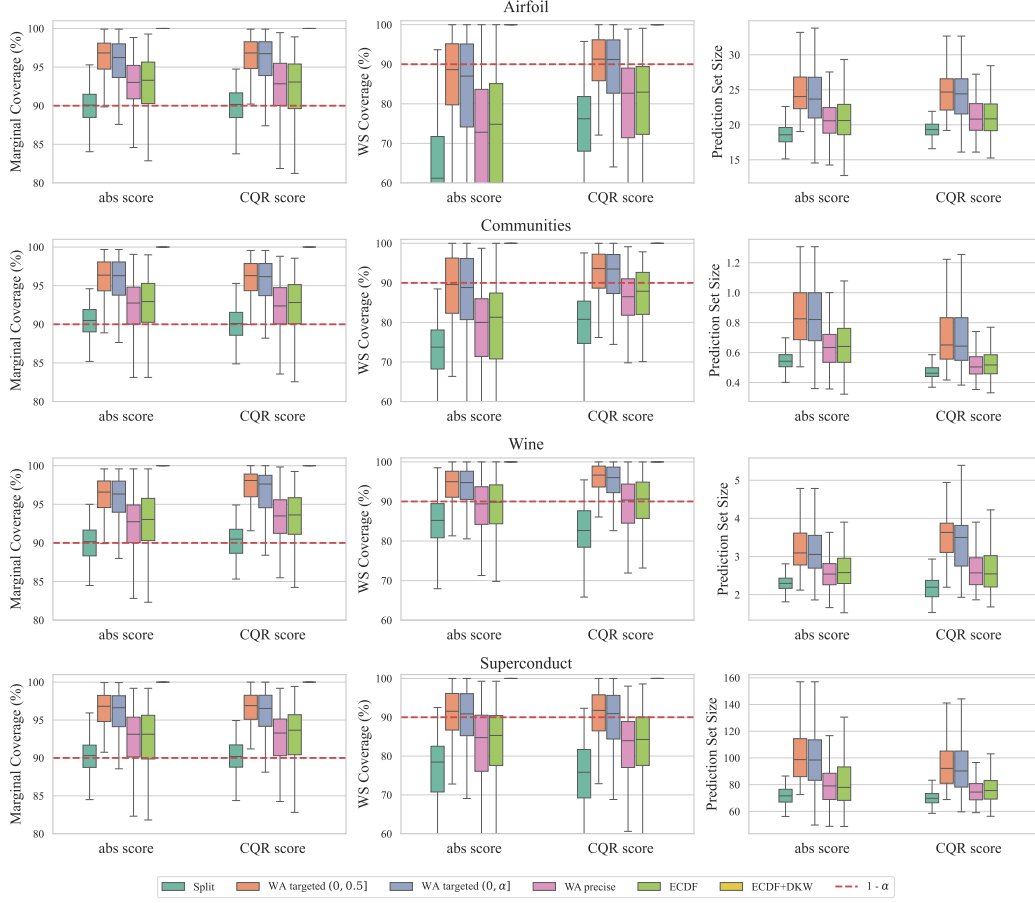 Airfoil
Marginal Coverage (%)
100
95
90
85
80
abs score
CQR score
WS Coverage (%)
100
90
80
70
60
abs score
CQR score
Prediction Set Size
30
25
20
15
abs score
CQR score
Communities
Marginal Coverage (%)
100
95
90
85
80
abs score
CQR score
WS Coverage (%)
100
90
80
70
60
abs score
CQR score
Prediction Set Size
1.2
1.0
0.8
0.6
0.4
abs score
CQR score
Wine
Marginal Coverage (%)
100
95
90
85
80
abs score
CQR score
WS Coverage (%)
100
90
80
70
60
abs score
CQR score
Prediction Set Size
5
4
3
2
abs score
CQR score
Superconduct
Marginal Coverage (%)
100
95
90
85
80
abs score
CQR score
WS Coverage (%)
100
90
80
70
60
abs score
CQR score
Prediction Set Size
160
140
120
100
80
60
abs score
CQR score
Split WA targeted (0, 0.5] WA targeted (0, α] WA precise ECDF ECDF+DKW 1 - α